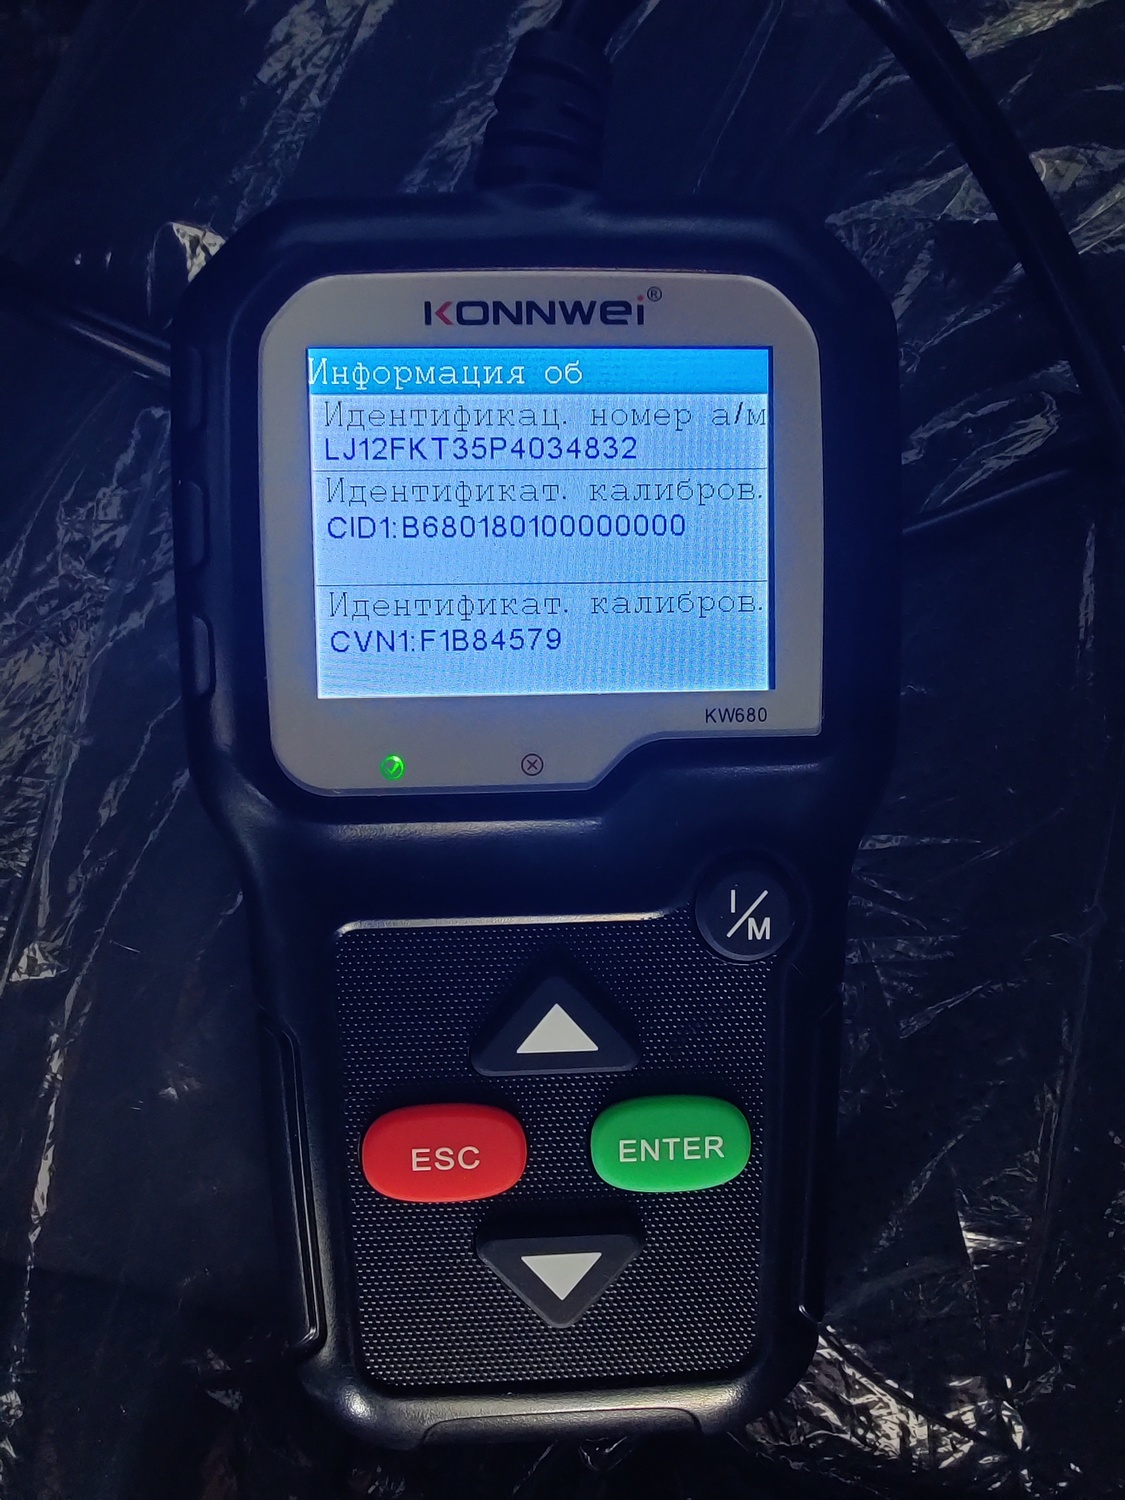 KONNWEI®
Информация об
Идентификац. номер а/м
LJ12FKT35P4034832
Идентификат. калибров.
CID1:B680180100000000
Идентификат. калибров.
CVN1:F1B84579
KW680
I/M
ESC
ENTER